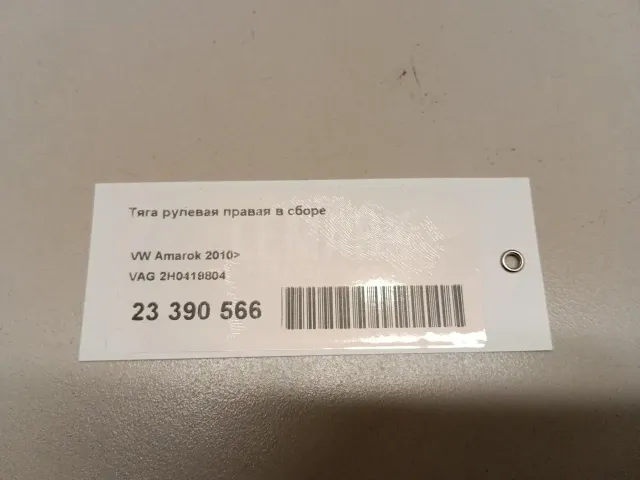 Тяга рулевая правая в сборе
VW Amarok 2010>
VAG 2H0419804
23 390 566